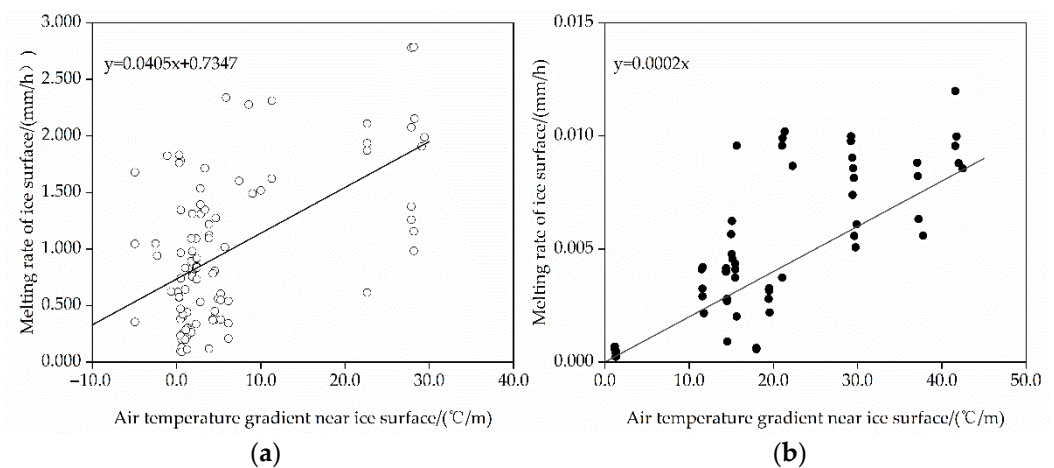 3.000
2.500
2.000
1.500
1.000
0.500
0.000
y=0.0405x+0.7347
Melting rate of ice surface/(mm/h））
−10.0 0.0 10.0 20.0 30.0 40.0
Air temperature gradient near ice surface/(℃/m)
(a)
0.015
0.010
0.005
0.000
y=0.0002x
Melting rate of ice surface/(mm/h)
0.0 10.0 20.0 30.0 40.0 50.0
Air temperature gradient near ice surface/(℃/m)
(b)